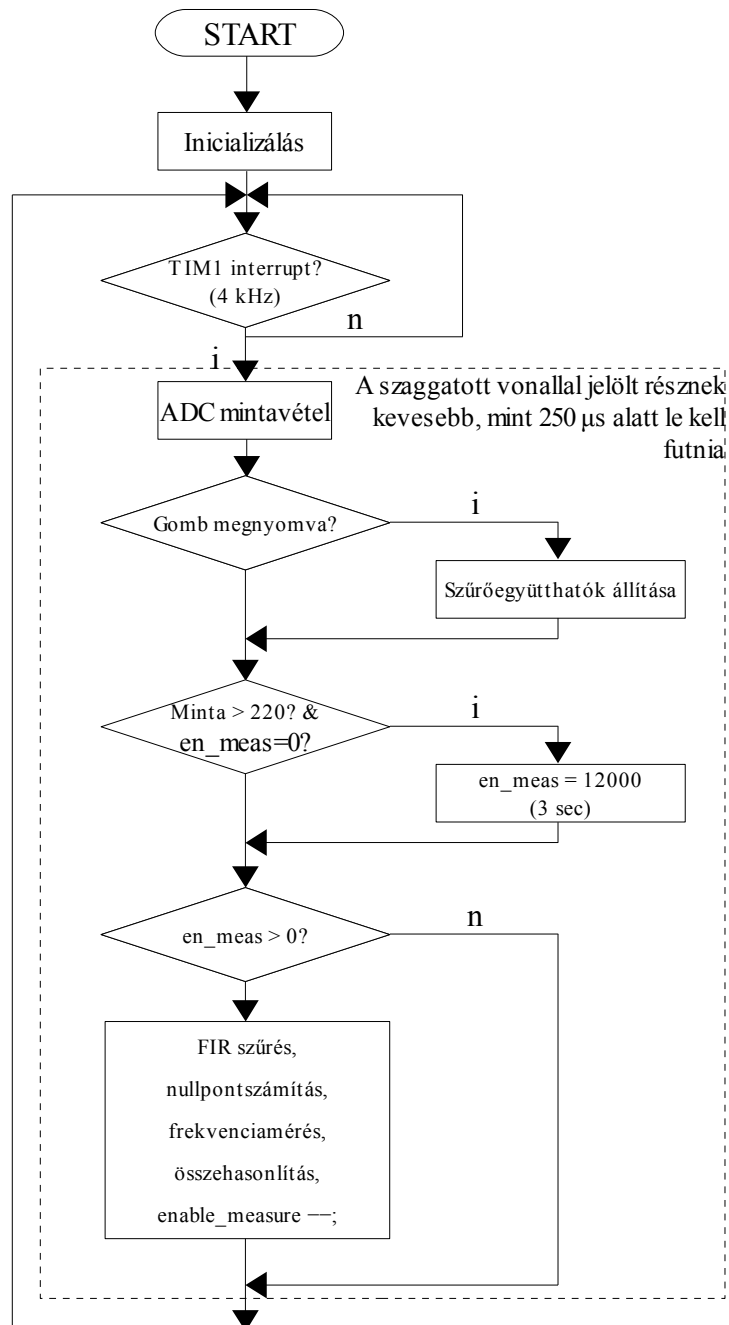 START
Inicializálás
TIM1 interrupt?
(4 kHz)
n
i
ADC mintavétel
A szaggatott vonallal jelölt résznek
kevesebb, mint 250 μs alatt le kell
futnia
Gomb megnyomva?
i
Szűrőegyütthatók állítása
Minta > 220? &
en_meas=0?
i
en_meas = 12000
(3 sec)
en_meas > 0?
n
FIR szűrés,
nullpontszámítás,
frekvenciamérés,
összehasonlítás,
enable_measure −−;